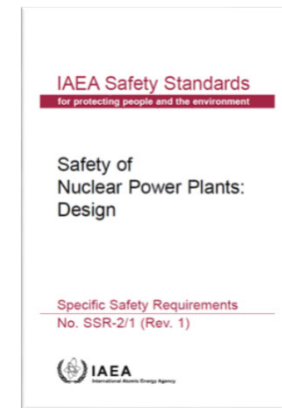 IAEA Safety Standards
for protecting people and the environment
Safety of
Nuclear Power Plants:
Design
Specific Safety Requirements
No. SSR-2/1 (Rev. 1)
IAEA
International Atomic Energy Agency